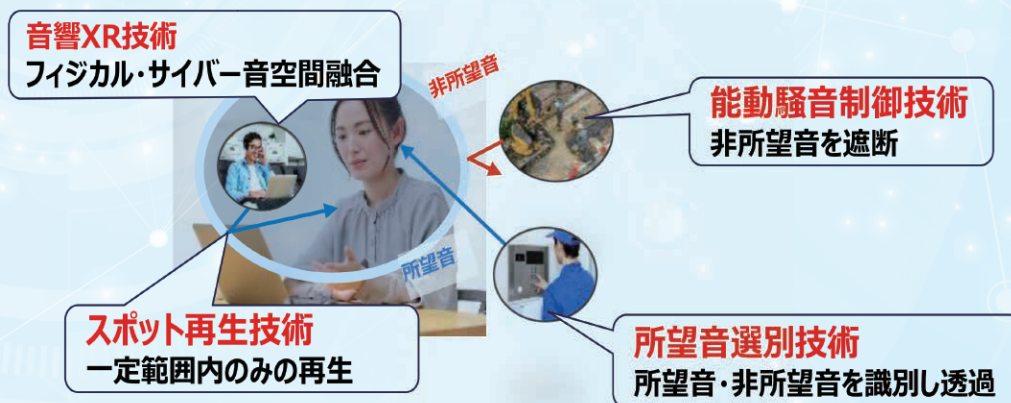 音響XR技術
フィジカル・サイバー音空間融合
非所望音
能動騒音制御技術
非所望音を遮断
所望音
スポット再生技術
一定範囲内のみの再生
所望音選別技術
所望音・非所望音を識別し透過